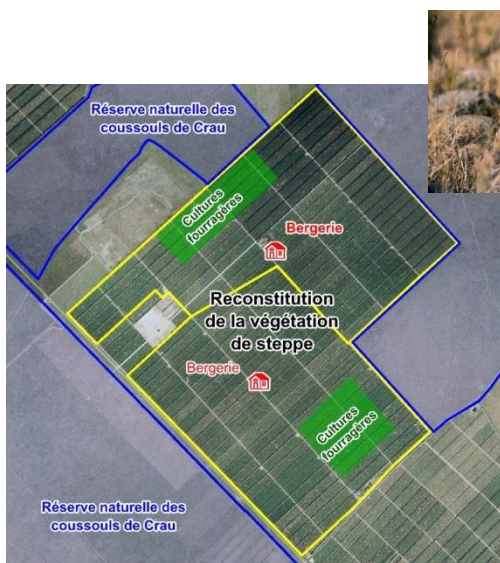 Réserve naturelle des
coussouls de Crau
Cultures
fourragères
Bergerie
Reconstitution
de la végétation
de steppe
Bergerie
Cultures
fourragères
Réserve naturelle des
coussouls de Crau